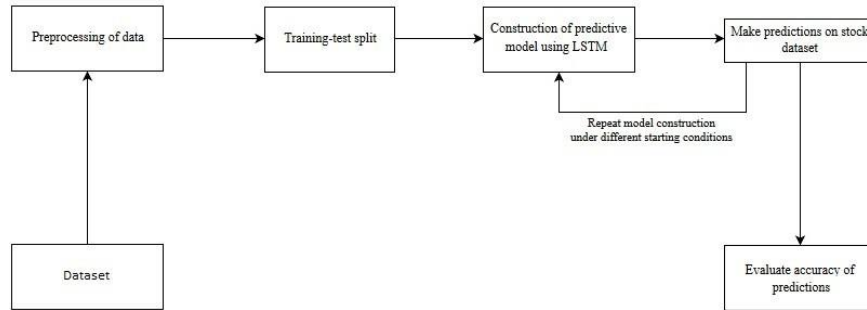 Preprocessing of data
Training-test split
Construction of predictive
model using LSTM
Make predictions on stock
dataset
Repeat model construction
under different starting conditions
Dataset
Evaluate accuracy of
predictions